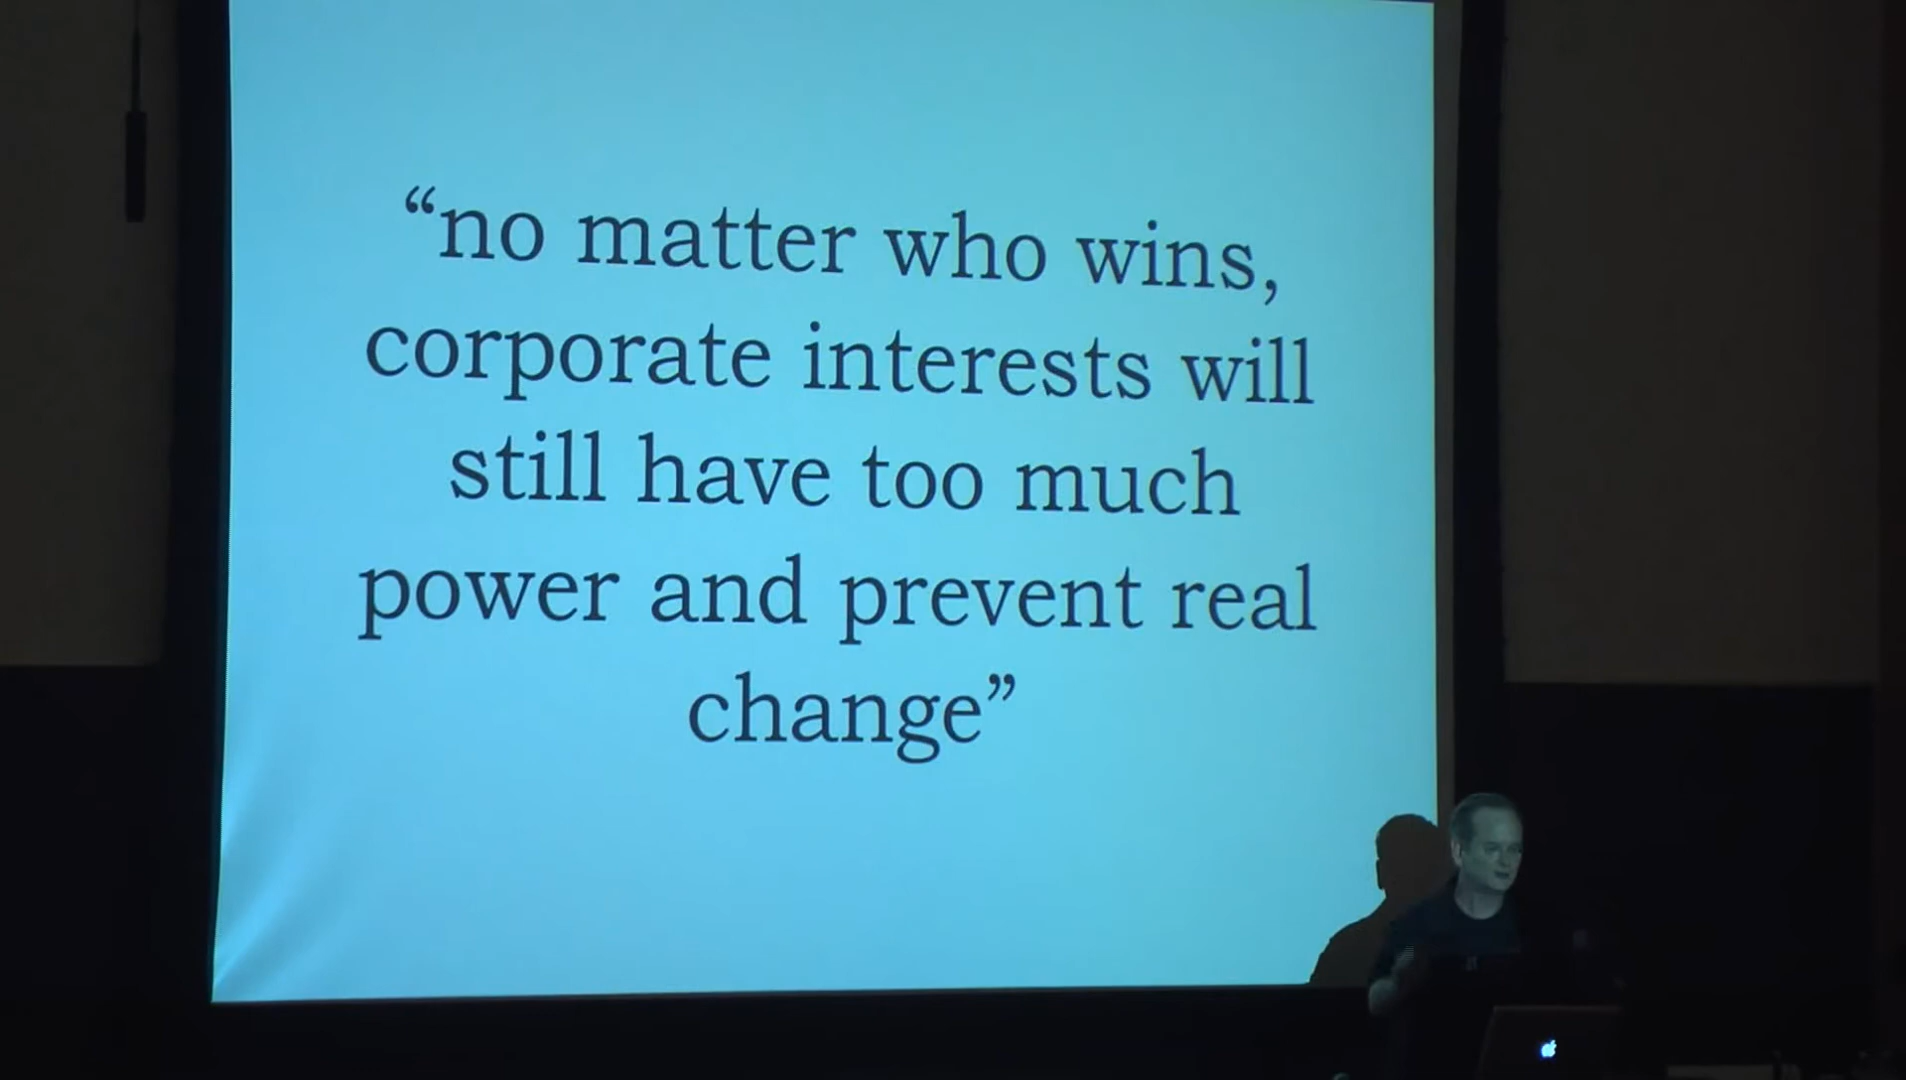 “no matter who wins,
corporate interests will
still have too much
power and prevent real
change”